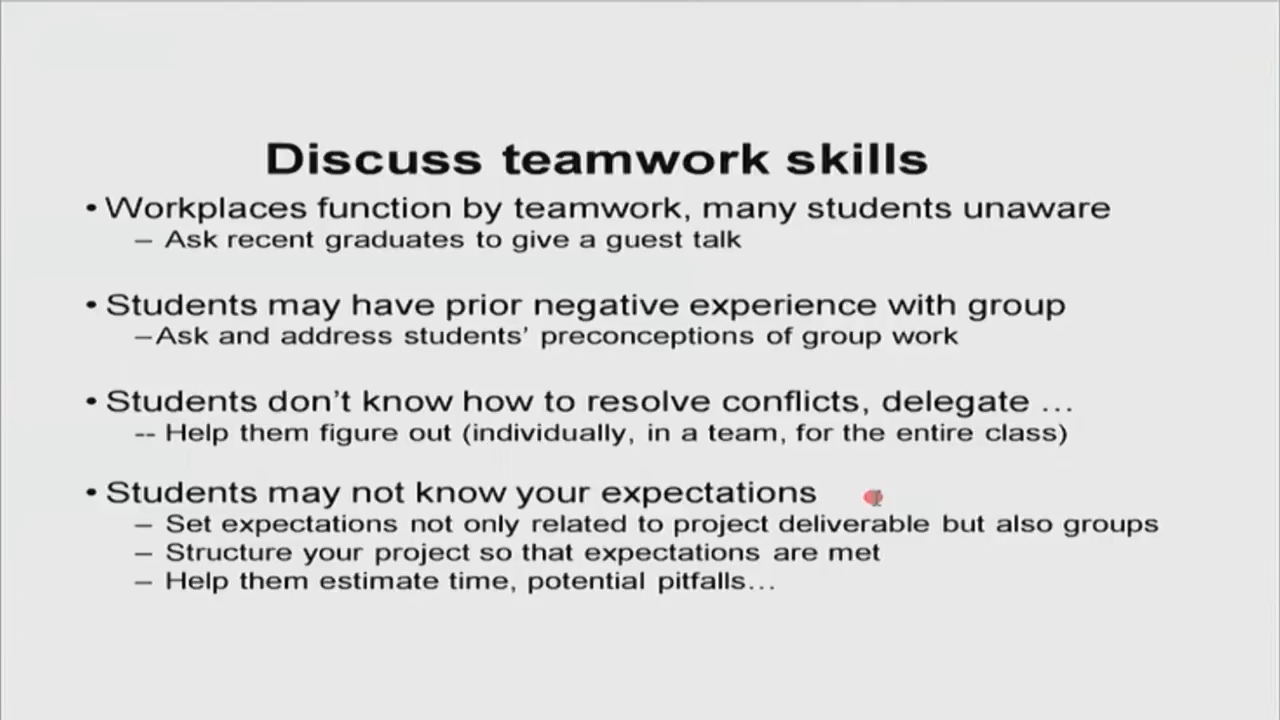 Discuss teamwork skills
• Workplaces function by teamwork, many students unaware
– Ask recent graduates to give a guest talk
• Students may have prior negative experience with group
–Ask and address students’ preconceptions of group work
• Students don’t know how to resolve conflicts, delegate …
-- Help them figure out (individually, in a team, for the entire class)
• Students may not know your expectations
– Set expectations not only related to project deliverable but also groups
– Structure your project so that expectations are met
– Help them estimate time, potential pitfalls…